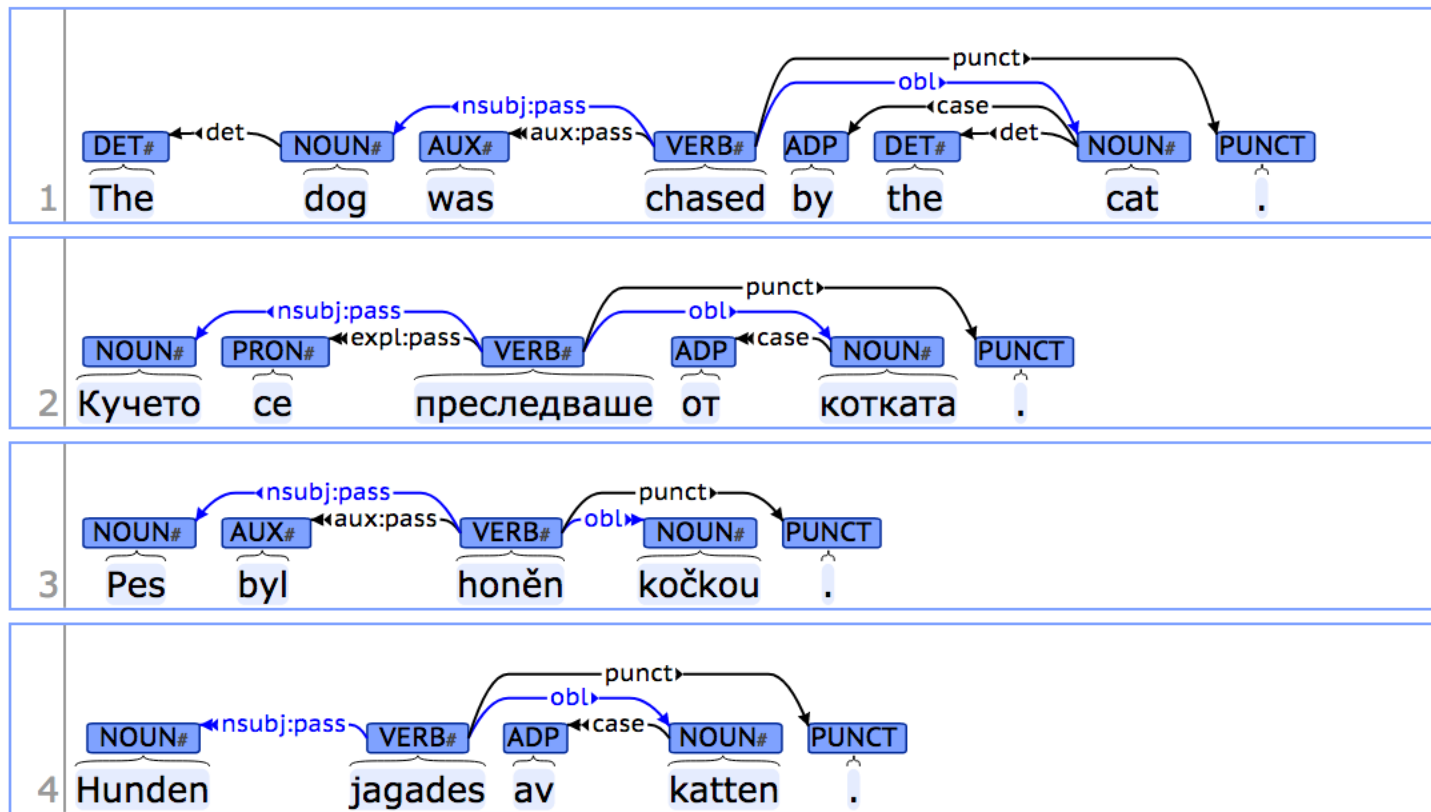 punct
obl
nsubj:pass case
det aux:pass det
DET# NOUN# AUX# VERB# ADP DET# NOUN# PUNCT
1 The dog was chased by the cat .
punct
nsubj:pass obl
expl:pass case
NOUN# PRON# VERB# ADP NOUN# PUNCT
2 Кучето се преследваше от котката .
nsubj:pass punct
aux:pass obl
NOUN# AUX# VERB# NOUN# PUNCT
3 Pes byl honěn kočkou .
punct
obl
nsubj:pass case
NOUN# VERB# ADP NOUN# PUNCT
4 Hunden jagades av katten .